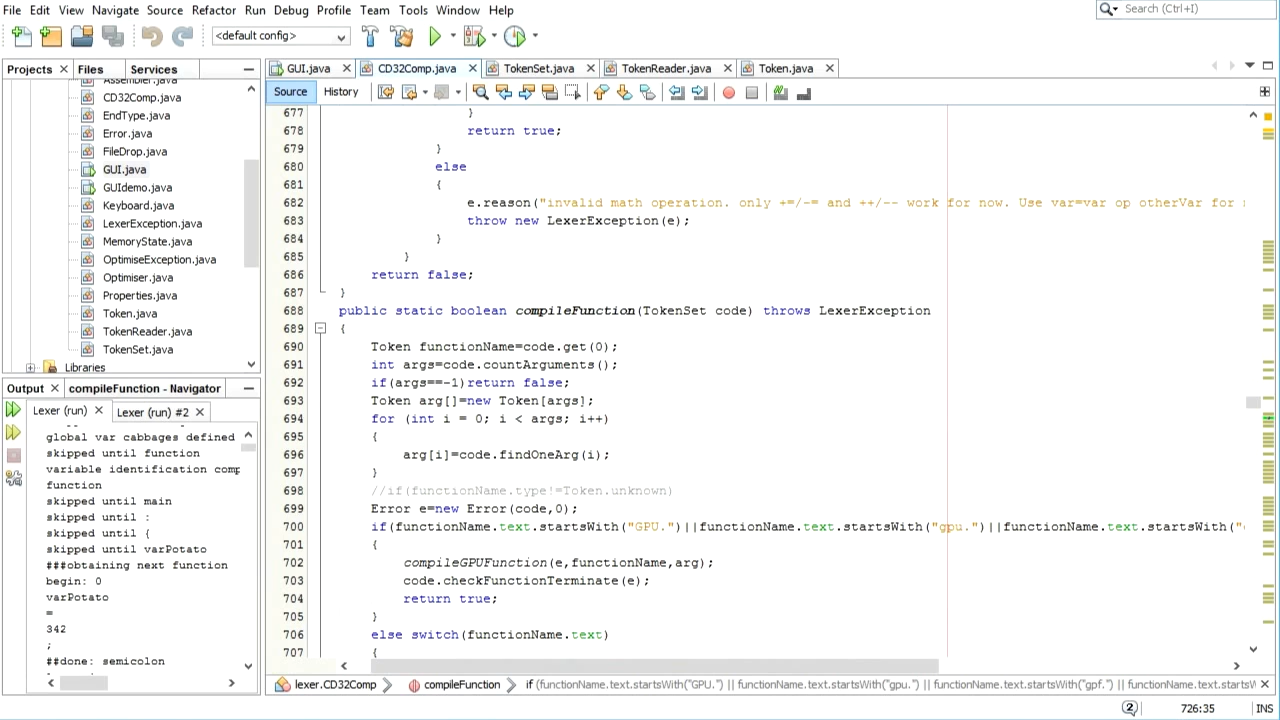 File Edit View Navigate Source Refactor Run Debug Profile Team Tools Window Help
Search (Ctrl+I)
<default config>
Projects Files Services
GUI.java CD32Comp.java TokenSet.java TokenReader.java Token.java
Source History
Assembler.java
CD32Comp.java
EndType.java
Error.java
FileDrop.java
GUI.java
GUIdemo.java
Keyboard.java
LexerException.java
MemoryState.java
OptimiseException.java
Optimiser.java
Properties.java
Token.java
TokenReader.java
TokenSet.java
Libraries
Output compileFunction - Navigator
Lexer (run) Lexer (run) #2
global var cabbages defined
skipped until function
variable identification comp
function
skipped until main
skipped until :
skipped until {
skipped until varPotato
###obtaining next function
begin: 0
varPotato
=
342
;
##done: semicolon
677 }
678 return true;
679 }
680 else
681 {
682 e.reason("invalid math operation. only +=/-= and ++/-- work for now. Use var=var op otherVar for
683 throw new LexerException(e);
684 }
685 }
686 return false;
687 }
688 public static boolean compileFunction(TokenSet code) throws LexerException
689 {
690 Token functionName=code.get(0);
691 int args=code.countArguments();
692 if(args==-1)return false;
693 Token arg[]=new Token[args];
694 for (int i = 0; i < args; i++)
695 {
696 arg[i]=code.findOneArg(i);
697 }
698 //if(functionName.type!=Token.unknown)
699 Error e=new Error(code,0);
700 if(functionName.text.startsWith("GPU.")||functionName.text.startsWith("gpu.")||functionName.text.startsWith("
701 {
702 compileGPUFunction(e,functionName,arg);
703 code.checkFunctionTerminate(e);
704 return true;
705 }
706 else switch(functionName.text)
707 {
lexer.CD32Comp compileFunction if (functionName.text.startsWith("GPU.") || functionName.text.startsWith("gpu.") || functionName.text.startsWith("gpf.") || functionName.text.startsW
2 726:35 INS